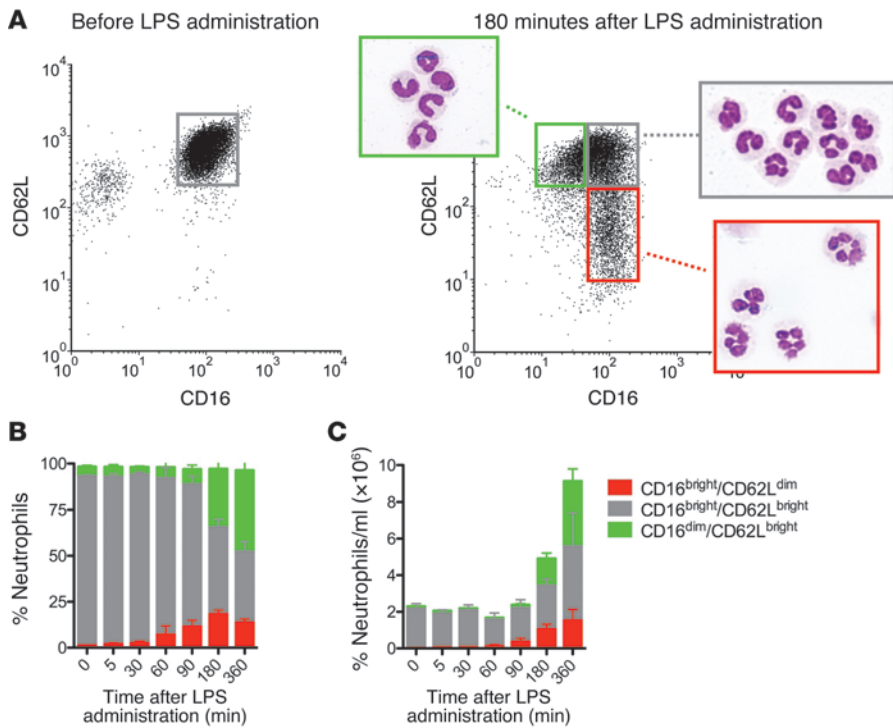 A
Before LPS administration
180 minutes after LPS administration
CD62L
10⁴
10³
10²
10¹
10⁰
10⁰ 10¹ 10² 10³ 10⁴
CD16
CD62L
10⁴
10³
10²
10¹
10⁰
10⁰ 10¹ 10² 10³
CD16
B
% Neutrophils
100
75
50
25
0
0 5 30 60 90 180 360
Time after LPS
administration (min)
C
% Neutrophils/ml (×10⁶)
10
8
6
4
2
0
0 5 30 60 90 180 360
Time after LPS
administration (min)
CD16ᵇʳⁱᵍʰᵗ/CD62Lᵈⁱᵐ
CD16ᵇʳⁱᵍʰᵗ/CD62Lᵇʳⁱᵍʰᵗ
CD16ᵈⁱᵐ/CD62Lᵇʳⁱᵍʰᵗ